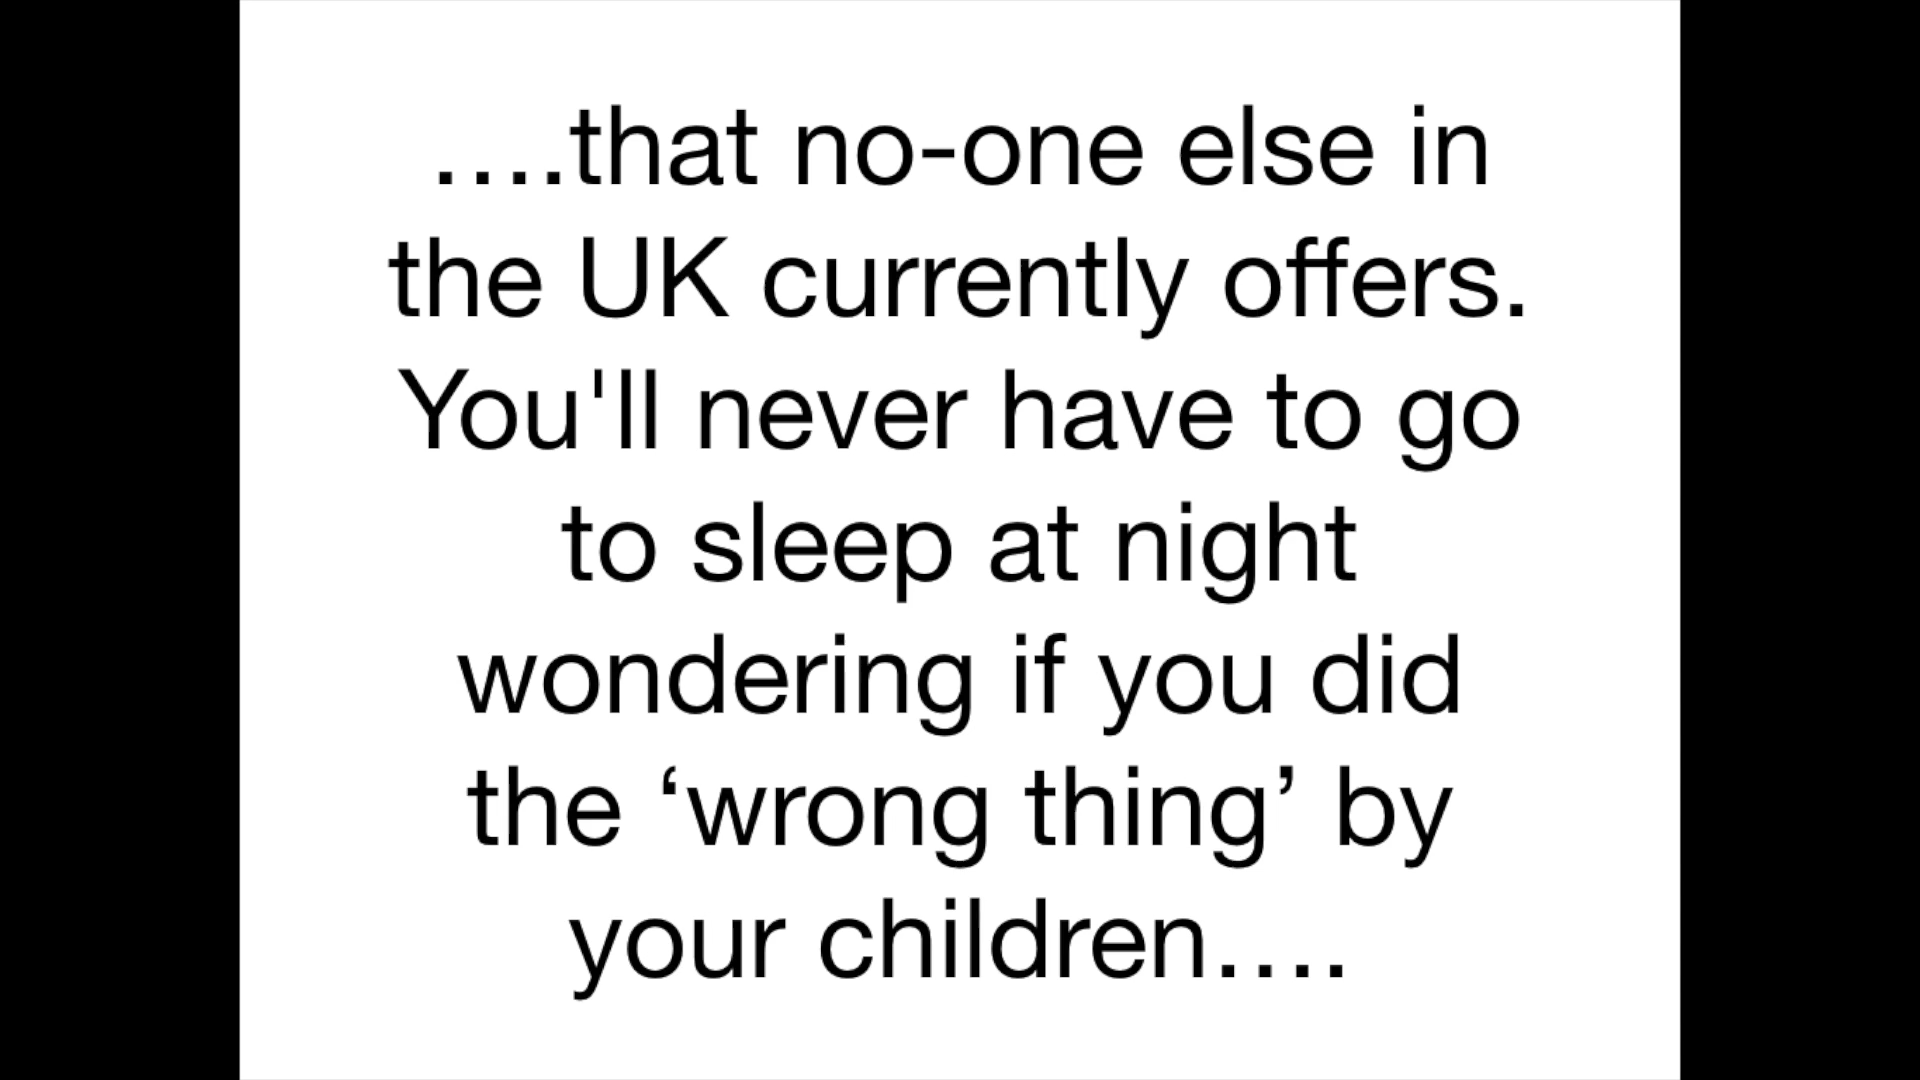 ….that no-one else in
the UK currently offers.
You'll never have to go
to sleep at night
wondering if you did
the ‘wrong thing’ by
your children….